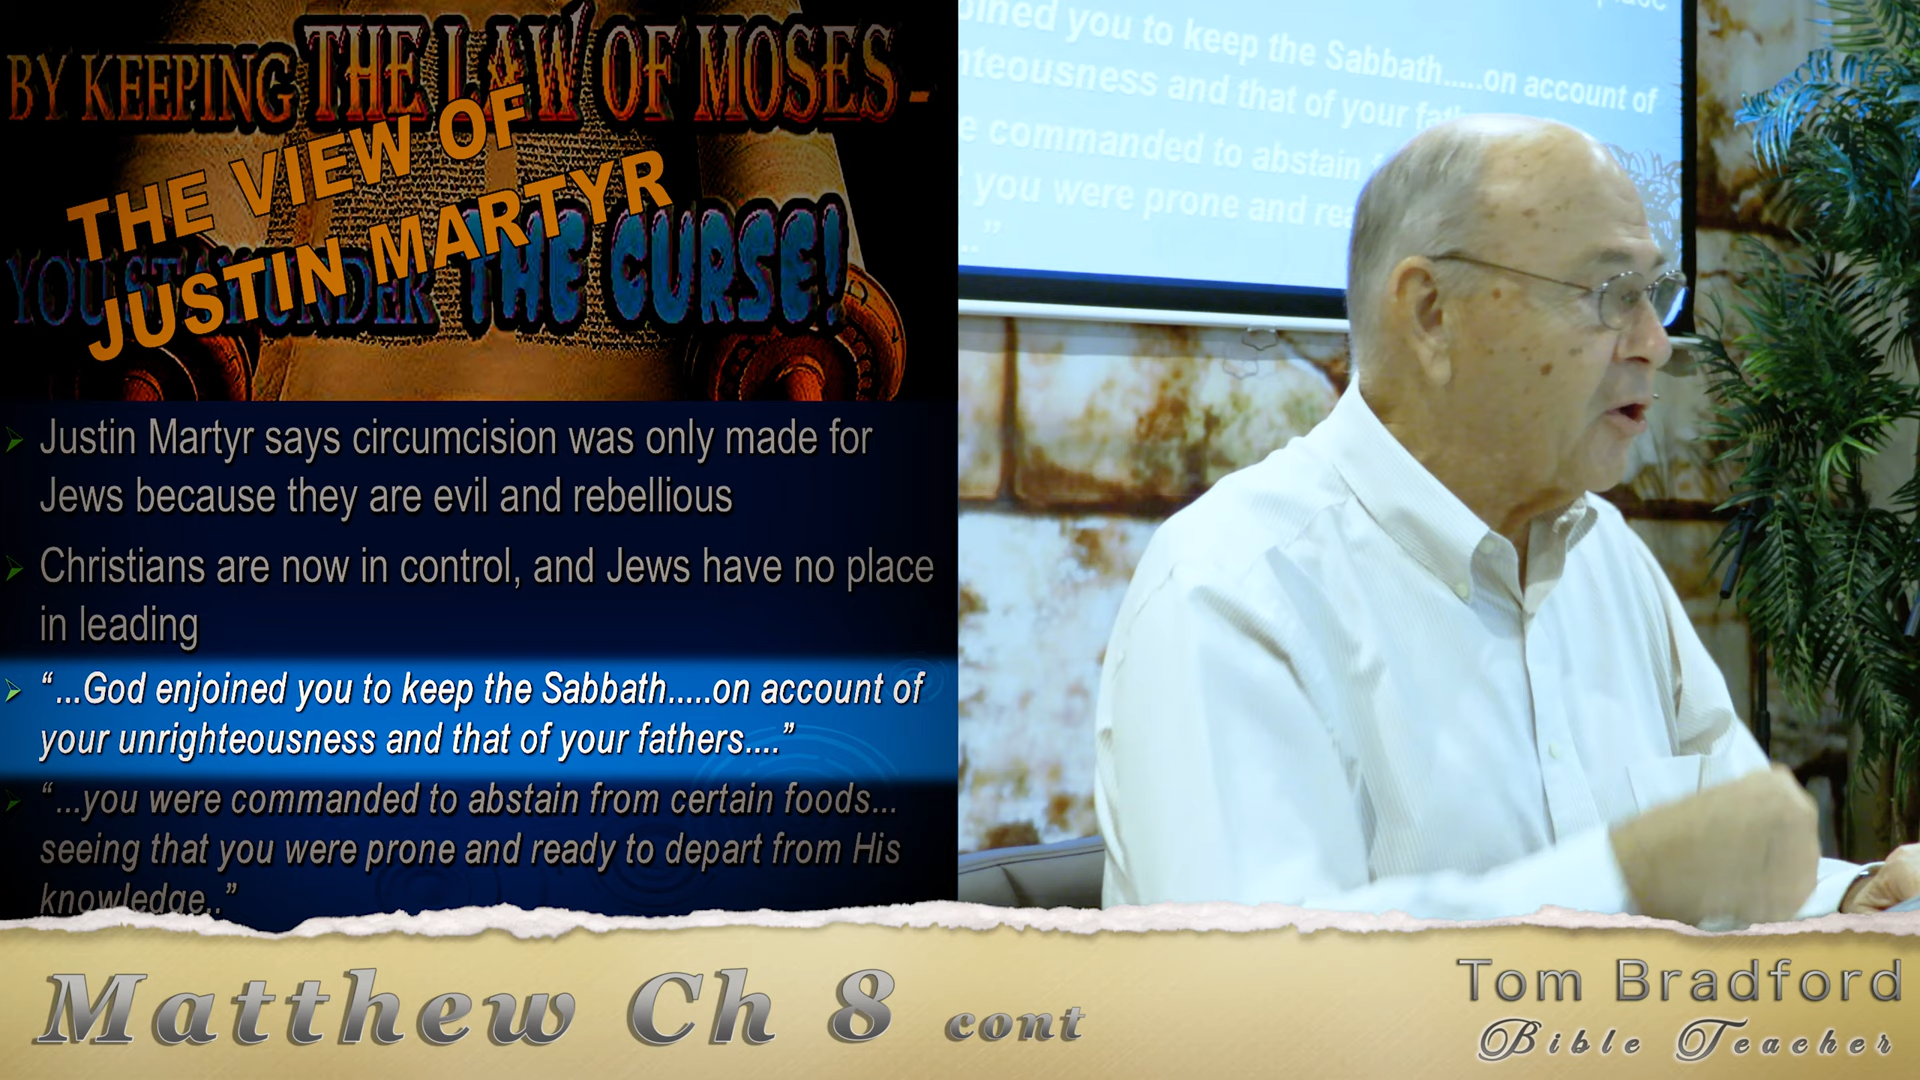 BY KEEPING THE LAW OF MOSES -
THE VIEW OF
JUSTIN MARTYR
YOU STAY UNDER THE CURSE!
Justin Martyr says circumcision was only made for
Jews because they are evil and rebellious
Christians are now in control, and Jews have no place
in leading
“...God enjoined you to keep the Sabbath.....on account of
your unrighteousness and that of your fathers....”
“...you were commanded to abstain from certain foods...
seeing that you were prone and ready to depart from His
knowledge..”
joined you to keep the Sabbath.....on account of
hteousness and that of your
e commanded to abstain
you were prone and
..”
Matthew Ch 8 cont
Tom Bradford
Bible Teacher